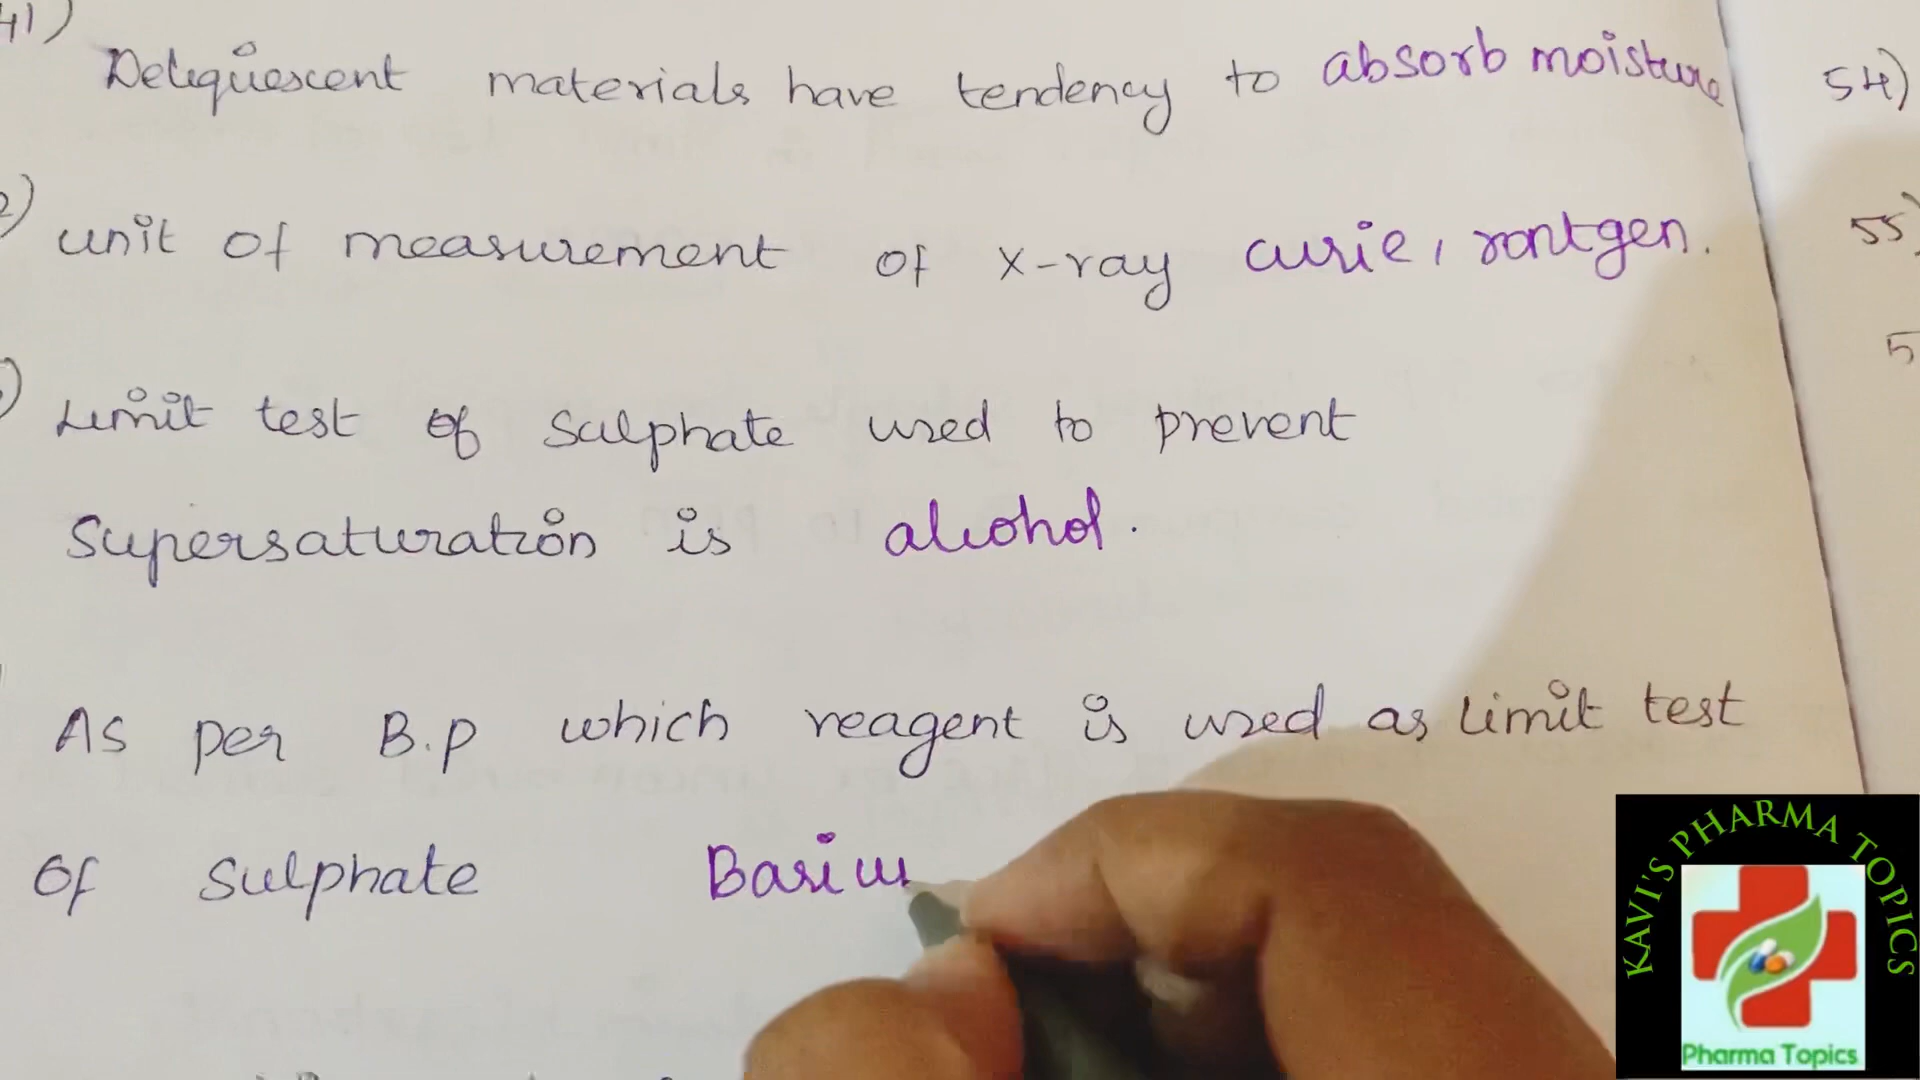 41)
Deliquescent materials have tendency to absorb moisture
2) unit of measurement of x-ray curie, rontgen.
) Limit test of sulphate used to prevent
supersaturation is alcohol.
As per B.p which reagent is used as limit test
of sulphate Bariu
54)
55)
5
KAVI'S PHARMA TOPICS
Pharma Topics